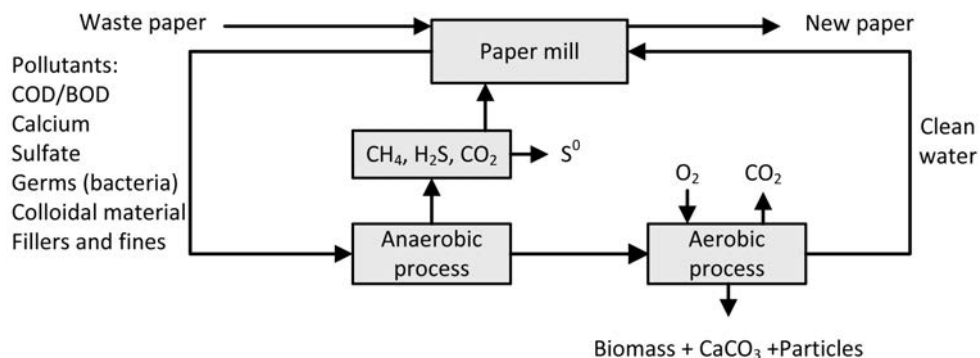 Waste paper
New paper
Paper mill
Pollutants:
COD/BOD
Calcium
Sulfate
Germs (bacteria)
Colloidal material
Fillers and fines
CH₄, H₂S, CO₂
S⁰
Clean
water
O₂
CO₂
Anaerobic
process
Aerobic
process
Biomass + CaCO₃ +Particles